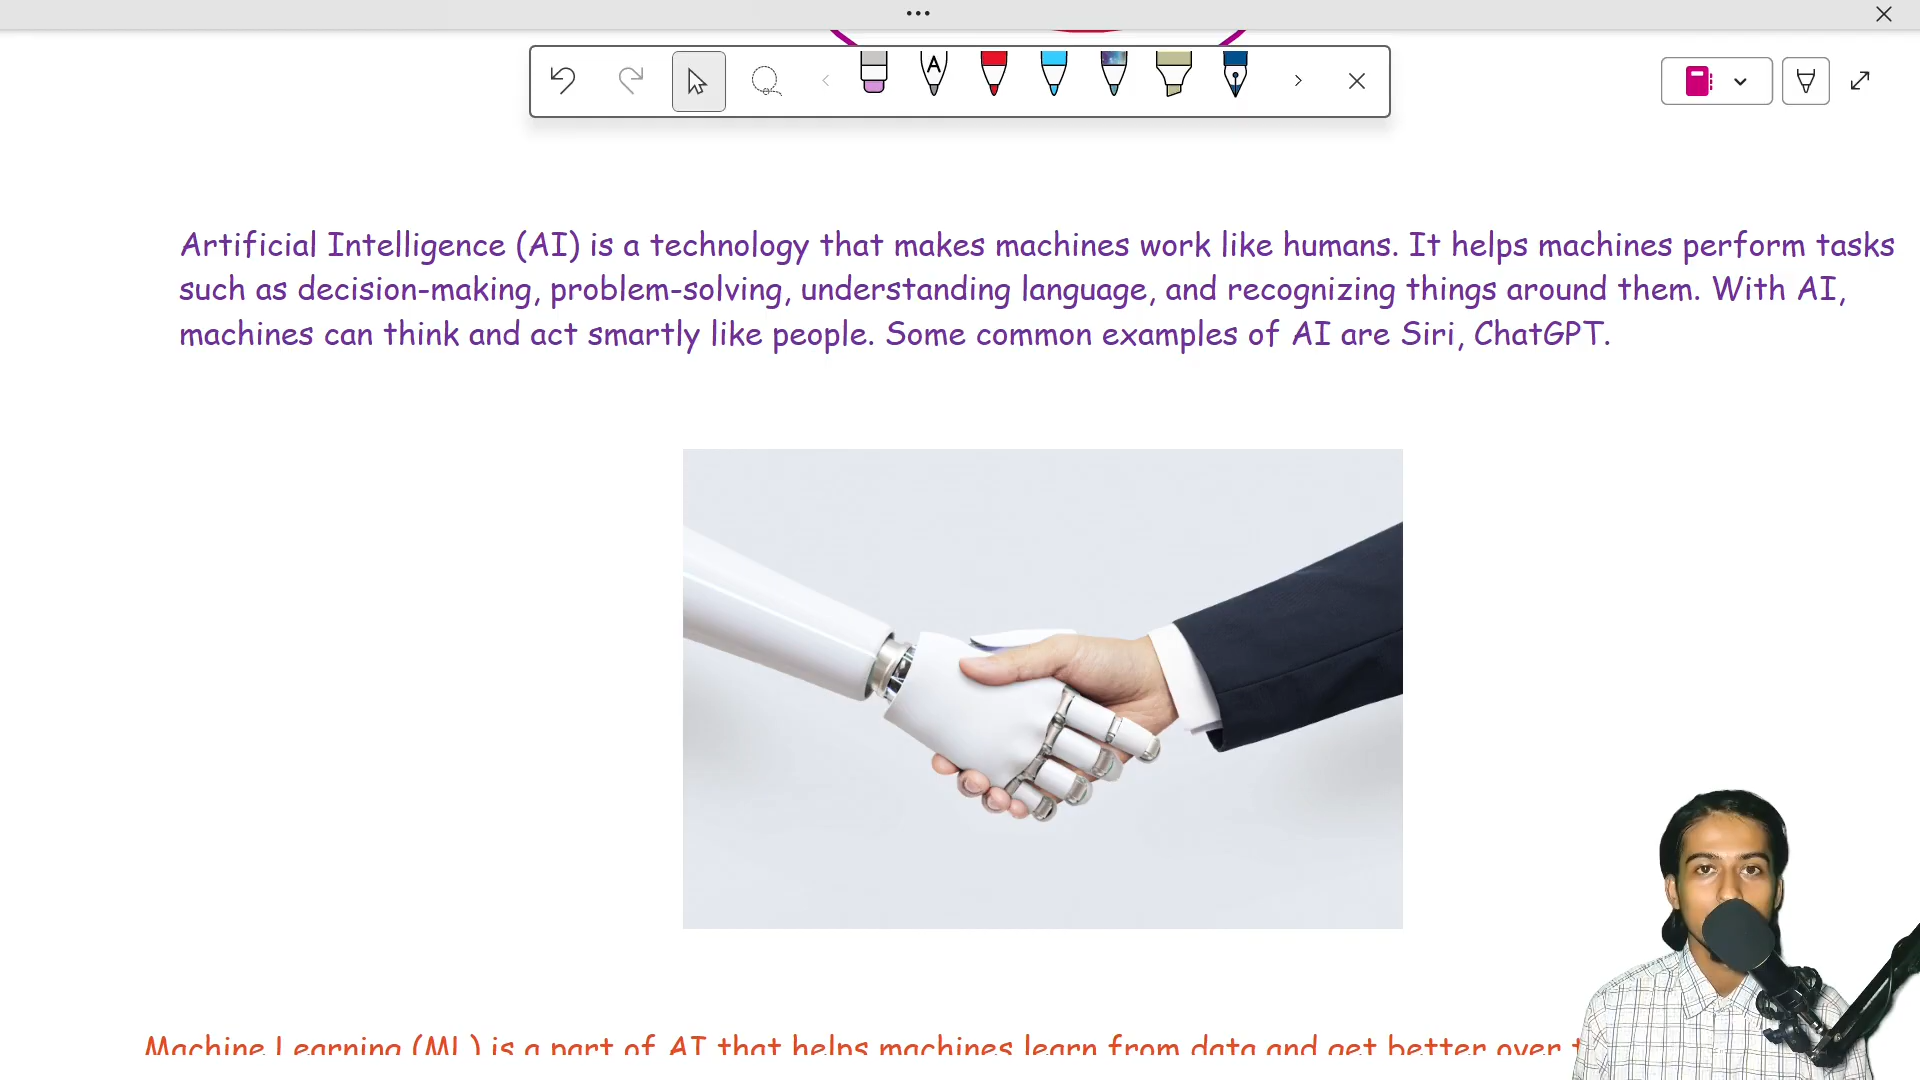 A
Artificial Intelligence (AI) is a technology that makes machines work like humans. It helps machines perform tasks
such as decision-making, problem-solving, understanding language, and recognizing things around them. With AI,
machines can think and act smartly like people. Some common examples of AI are Siri, ChatGPT.
Machine Learning (ML) is a part of AI that helps machines learn from data and get better over